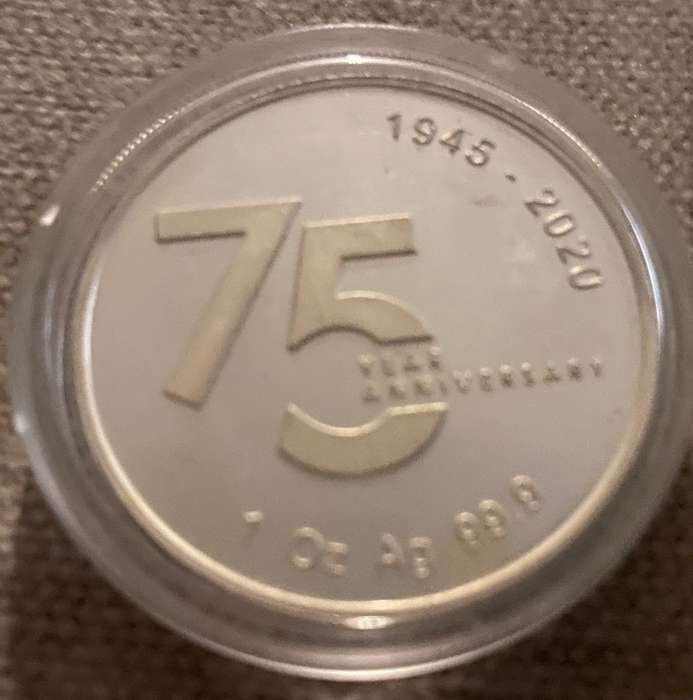 1945 - 2020
75
YEAR
ANNIVERSARY
1 Oz Ag 99.9